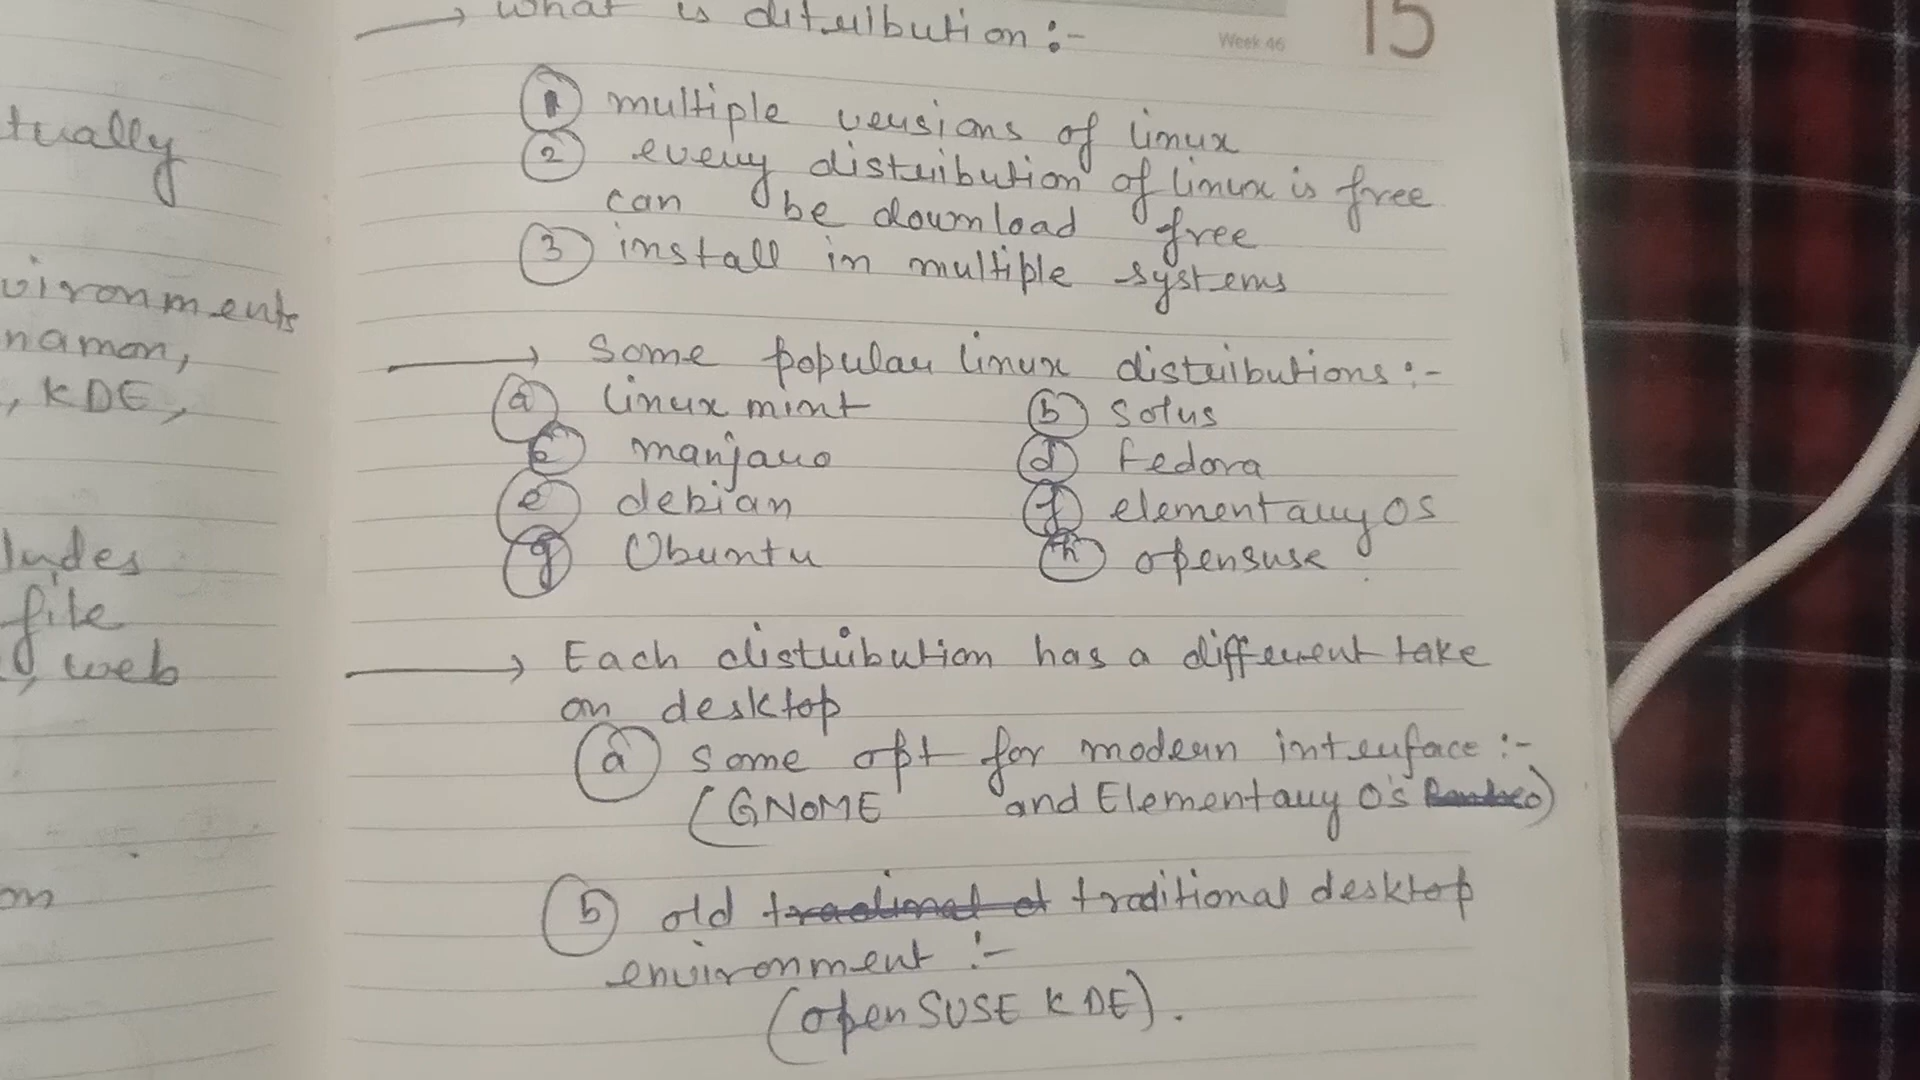 tually
vironments
namon,
, KDE,
ludes
file
, web
on
Week 46
15
→ what is ditribution :-
① multiple versions of linux
② every distribution of linux is free
can be download free
③ install in multiple systems
→ Some popular linux distributions :-
ⓐ linux mint ⓑ solus
ⓒ manjaro ⓓ fedora
ⓔ debian ⓕ elementary OS
ⓖ Ubuntu ⓗ opensuse
→ Each distribution has a different take
on desktop
ⓐ some opt for modern interface :-
(GNOME and Elementary O's )
ⓑ old traditional desktop
environment :-
(open SUSE KDE).